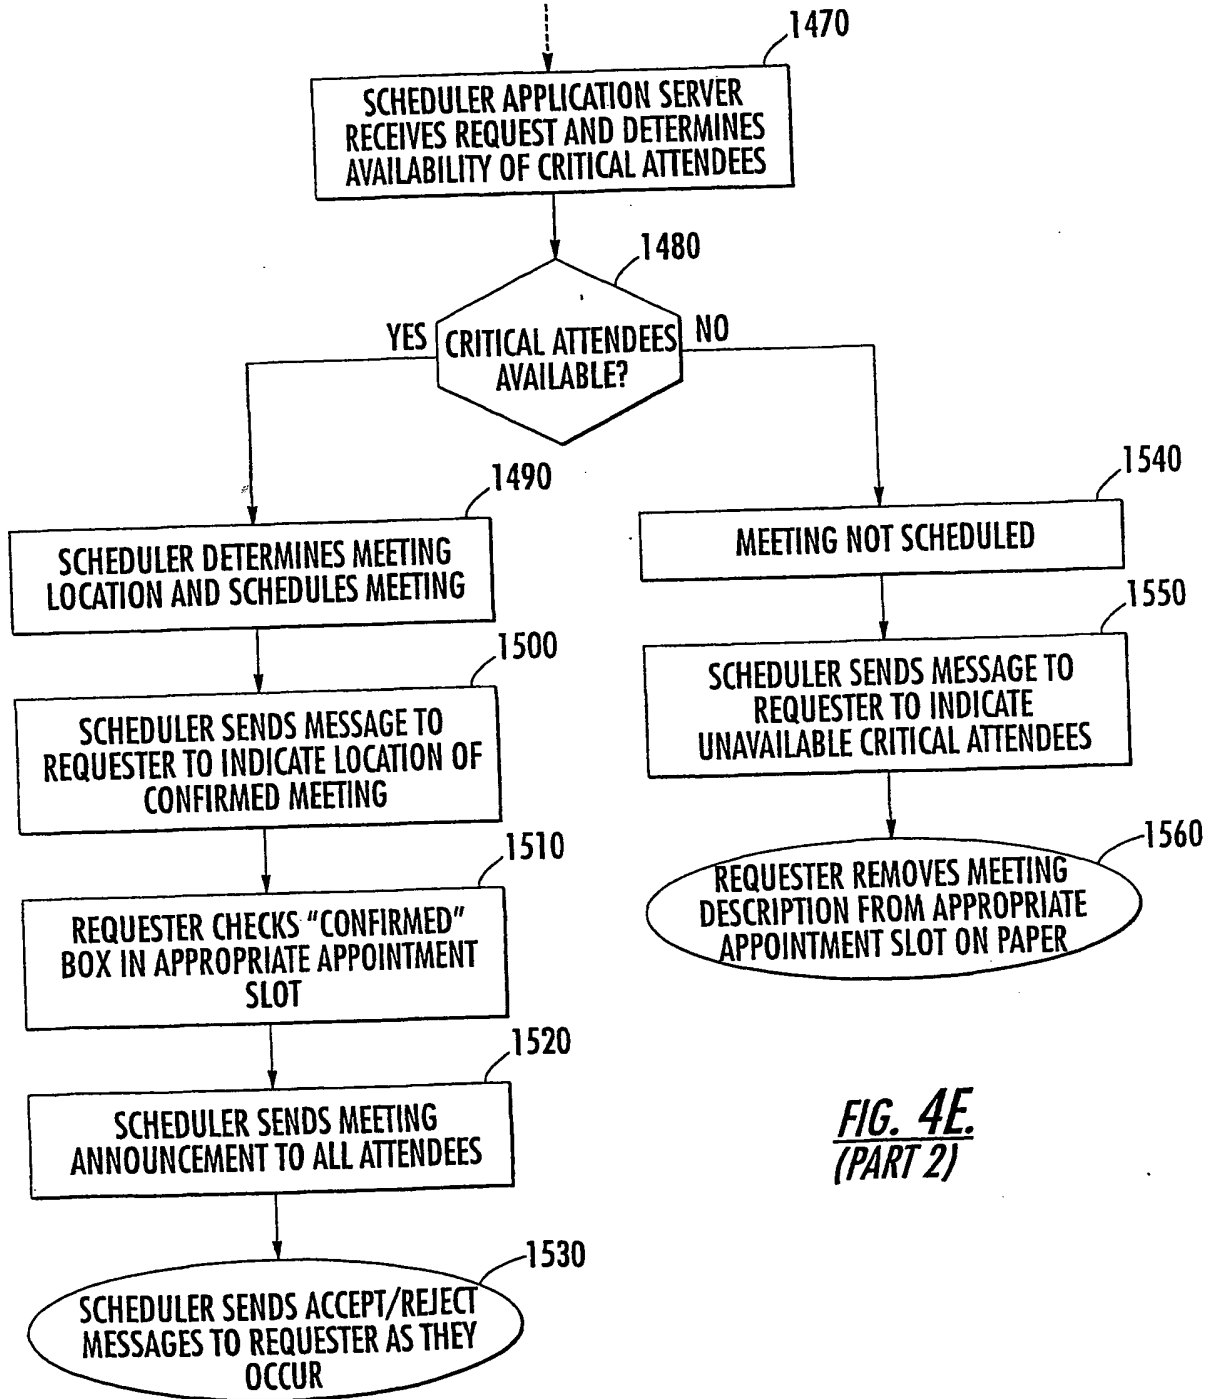 1470
SCHEDULER APPLICATION SERVER
RECEIVES REQUEST AND DETERMINES
AVAILABILITY OF CRITICAL ATTENDEES
1480
YES
CRITICAL ATTENDEES
AVAILABLE?
NO
1490
SCHEDULER DETERMINES MEETING
LOCATION AND SCHEDULES MEETING
1500
SCHEDULER SENDS MESSAGE TO
REQUESTER TO INDICATE LOCATION OF
CONFIRMED MEETING
1510
REQUESTER CHECKS "CONFIRMED"
BOX IN APPROPRIATE APPOINTMENT
SLOT
1520
SCHEDULER SENDS MEETING
ANNOUNCEMENT TO ALL ATTENDEES
1530
SCHEDULER SENDS ACCEPT/REJECT
MESSAGES TO REQUESTER AS THEY
OCCUR
1540
MEETING NOT SCHEDULED
1550
SCHEDULER SENDS MESSAGE TO
REQUESTER TO INDICATE
UNAVAILABLE CRITICAL ATTENDEES
1560
REQUESTER REMOVES MEETING
DESCRIPTION FROM APPROPRIATE
APPOINTMENT SLOT ON PAPER
FIG. 4E.
(PART 2)